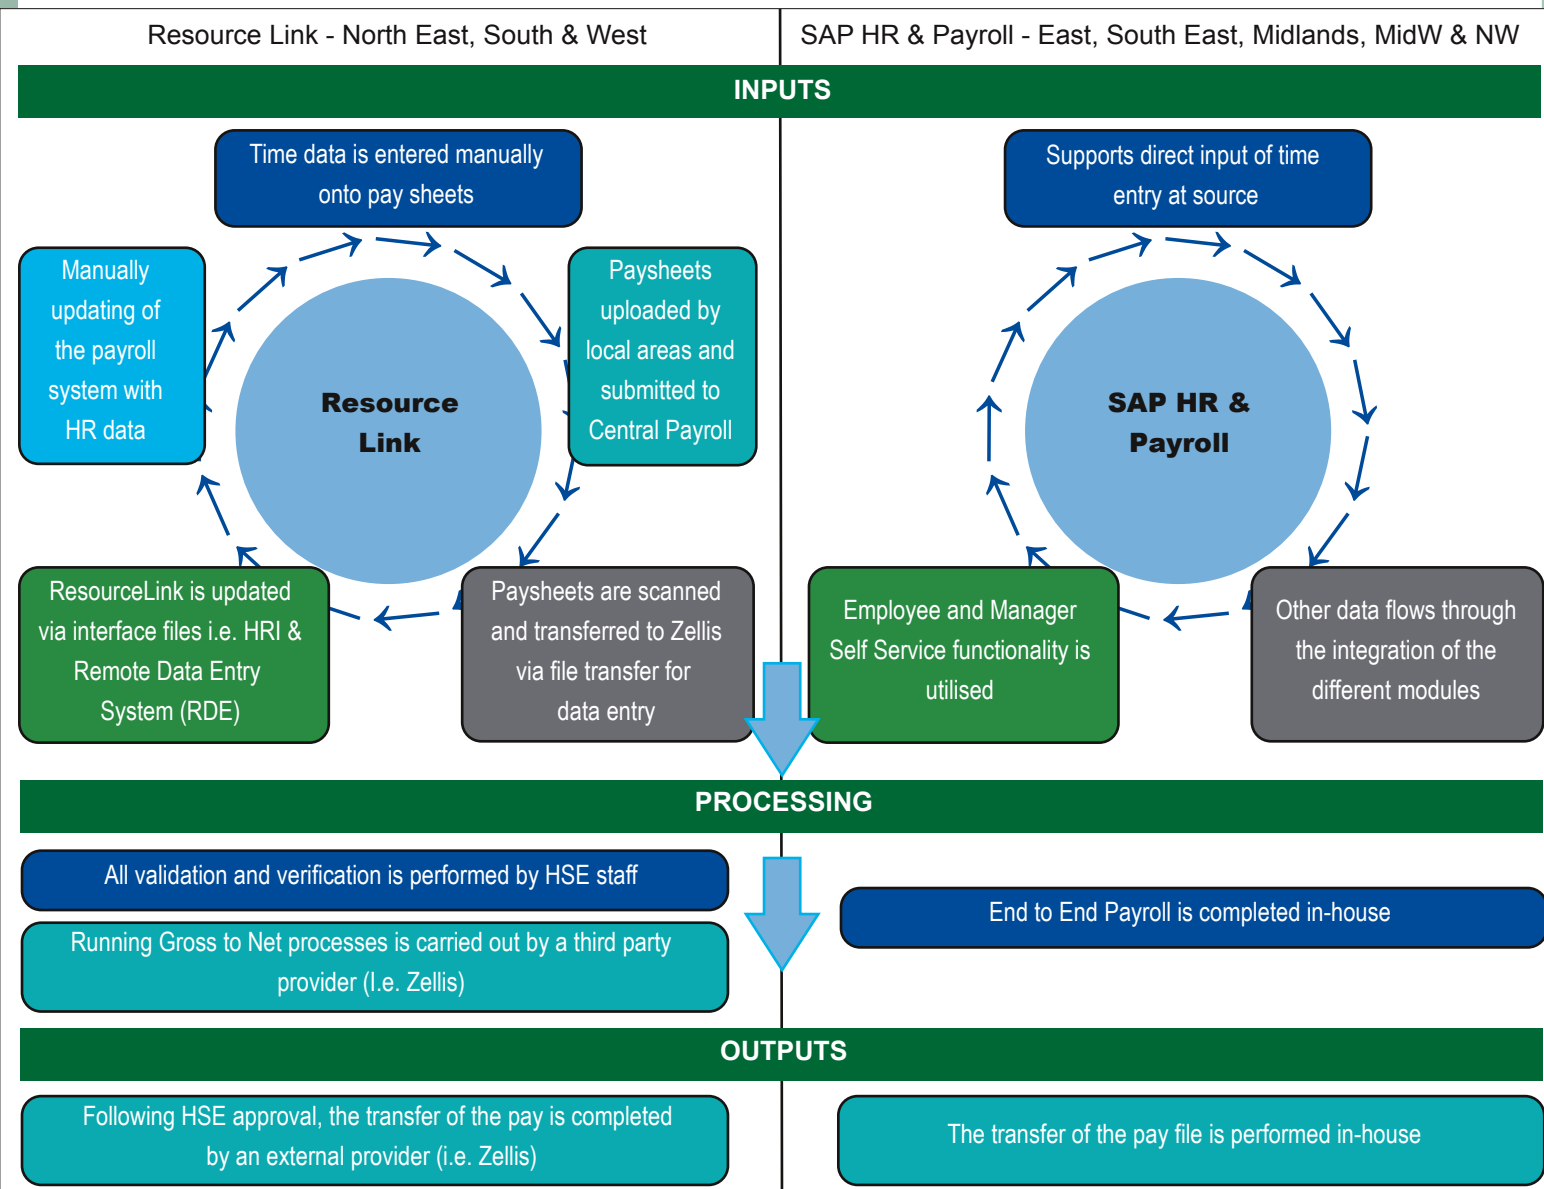 Resource Link - North East, South & West
SAP HR & Payroll - East, South East, Midlands, MidW & NW
INPUTS
Time data is entered manually
onto pay sheets
Paysheets
uploaded by
local areas and
submitted to
Central Payroll
Paysheets are scanned
and transferred to Zellis
via file transfer for
data entry
ResourceLink is updated
via interface files i.e. HRI &
Remote Data Entry
System (RDE)
Manually
updating of
the payroll
system with
HR data
Resource
Link
Supports direct input of time
entry at source
SAP HR &
Payroll
Other data flows through
the integration of the
different modules
Employee and Manager
Self Service functionality is
utilised
PROCESSING
All validation and verification is performed by HSE staff
Running Gross to Net processes is carried out by a third party
provider (I.e. Zellis)
End to End Payroll is completed in-house
OUTPUTS
Following HSE approval, the transfer of the pay is completed
by an external provider (i.e. Zellis)
The transfer of the pay file is performed in-house